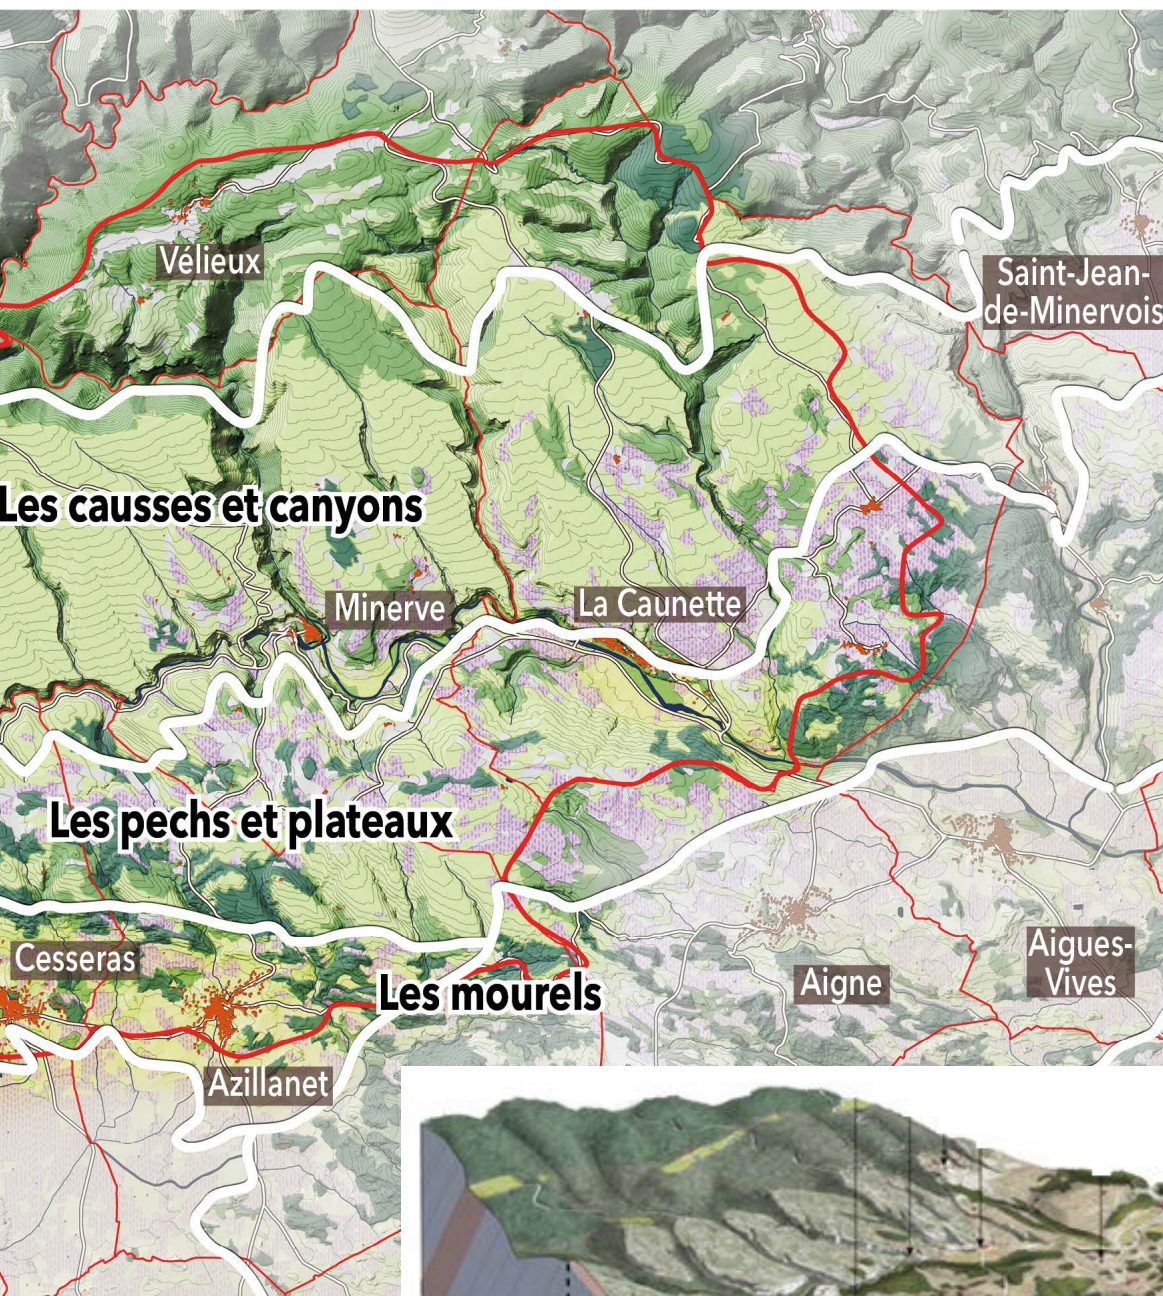 Vélieux
Saint-Jean-
de-Minervois
Les causses et canyons
Minerve
La Caunette
Les pechs et plateaux
Cesseras
Aigues-
Vives
Aigne
Les mourels
Azillanet